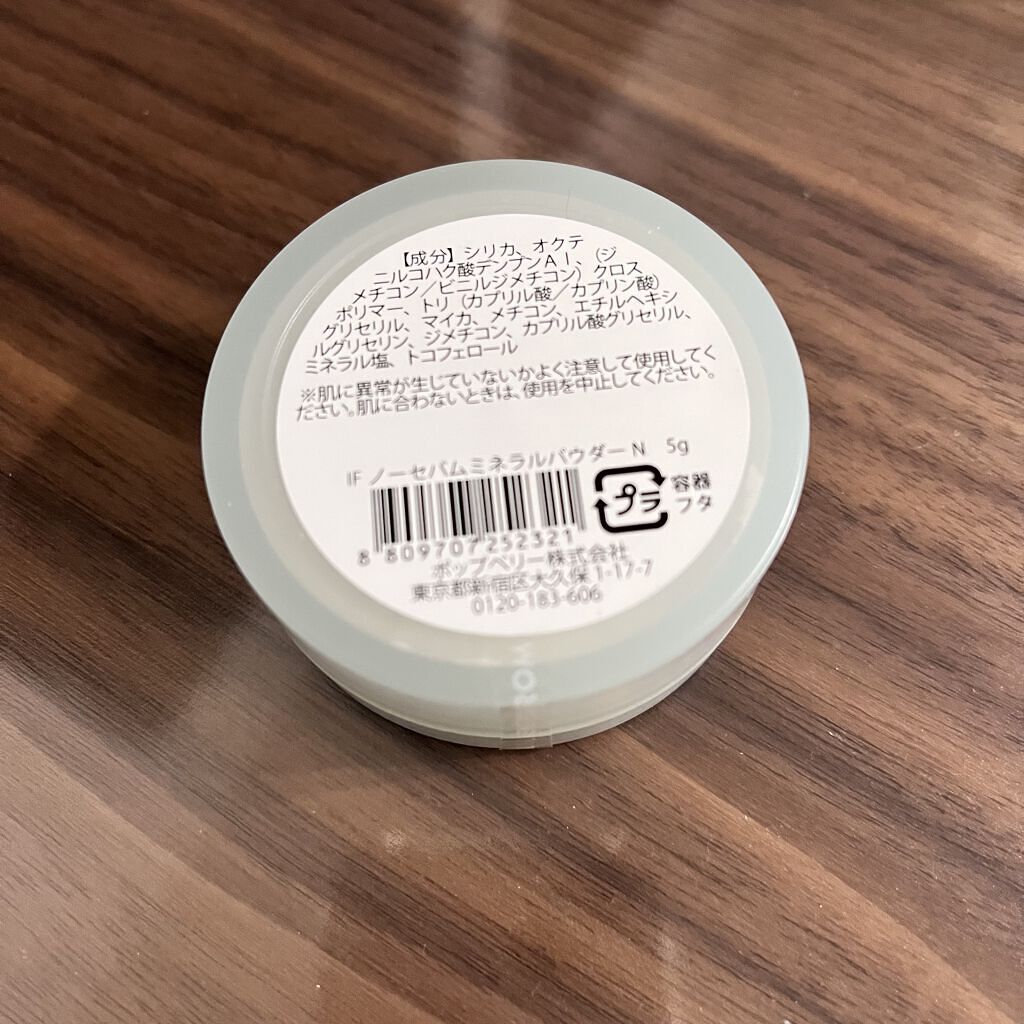 【成分】シリカ、オクテ
ニルコハク酸デンプンＡｌ、（ジ
メチコン／ビニルジメチコン）クロス
ポリマー、トリ（カプリル酸／カプリン酸）
グリセリル、マイカ、メチコン、エチルヘキシ
ルグリセリン、ジメチコン、カプリル酸グリセリル、
ミネラル塩、トコフェロール
※肌に異常が生じていないかよく注意して使用してく
ださい。肌に合わないときは、使用を中止してください。
IF ノーセバムミネラルパウダー N 5g
プラ
容器
フタ
8 809707 252321
ポップベリー株式会社
東京都新宿区大久保 1-17-7
0120-183-606